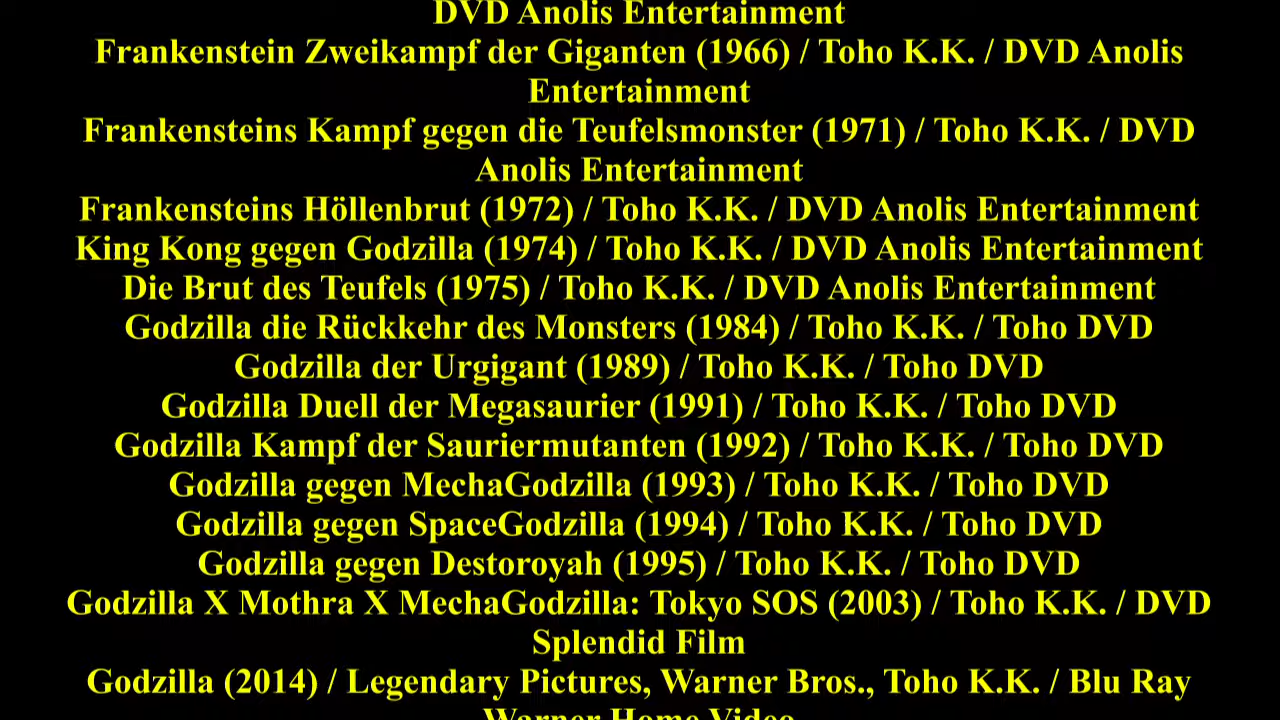 DVD Anolis Entertainment
Frankenstein Zweikampf der Giganten (1966) / Toho K.K. / DVD Anolis
Entertainment
Frankensteins Kampf gegen die Teufelsmonster (1971) / Toho K.K. / DVD
Anolis Entertainment
Frankensteins Höllenbrut (1972) / Toho K.K. / DVD Anolis Entertainment
King Kong gegen Godzilla (1974) / Toho K.K. / DVD Anolis Entertainment
Die Brut des Teufels (1975) / Toho K.K. / DVD Anolis Entertainment
Godzilla die Rückkehr des Monsters (1984) / Toho K.K. / Toho DVD
Godzilla der Urgigant (1989) / Toho K.K. / Toho DVD
Godzilla Duell der Megasaurier (1991) / Toho K.K. / Toho DVD
Godzilla Kampf der Sauriermutanten (1992) / Toho K.K. / Toho DVD
Godzilla gegen MechaGodzilla (1993) / Toho K.K. / Toho DVD
Godzilla gegen SpaceGodzilla (1994) / Toho K.K. / Toho DVD
Godzilla gegen Destoroyah (1995) / Toho K.K. / Toho DVD
Godzilla X Mothra X MechaGodzilla: Tokyo SOS (2003) / Toho K.K. / DVD
Splendid Film
Godzilla (2014) / Legendary Pictures, Warner Bros., Toho K.K. / Blu Ray
Warner Home Video